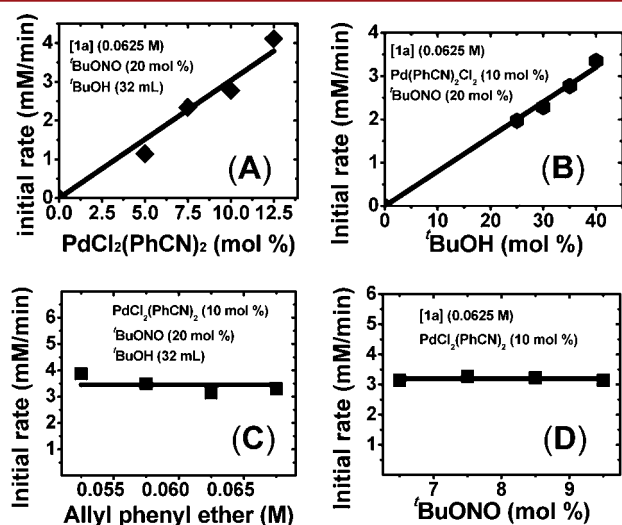 initial rate (mM/min)
4
3
2
1
0
[1a] (0.0625 M)
ᵗBuONO (20 mol %)
ᵗBuOH (32 mL)
(A)
0.0 2.5 5.0 7.5 10.0 12.5
PdCl₂(PhCN)₂ (mol %)
Initial rate (mM/min)
4
3
2
1
0
[1a] (0.0625 M)
Pd(PhCN)₂Cl₂ (10 mol %)
ᵗBuONO (20 mol %)
(B)
0 10 20 30 40
ᵗBuOH (mol %)
Initial rate (mM/min)
6
5
4
3
2
1
PdCl₂(PhCN)₂ (10 mol %)
ᵗBuONO (20 mol %)
ᵗBuOH (32 mL)
(C)
0.055 0.060 0.065
Allyl phenyl ether (M)
Initial rate (mM/min)
6
5
4
3
2
1
[1a] (0.0625 M)
PdCl₂(PhCN)₂ (10 mol %)
(D)
7 8 9
ᵗBuONO (mol %)